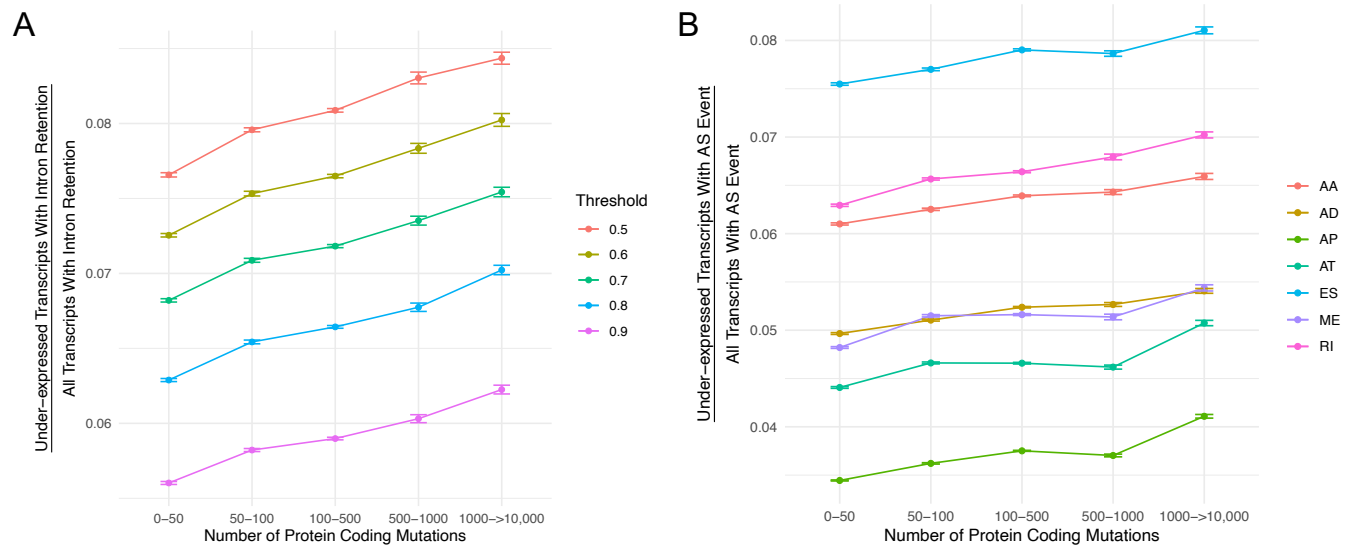 A
Under−expressed Transcripts With Intron Retention
All Transcripts With Intron Retention
0.08
0.07
0.06
0−50
50−100
100−500
500−1000
1000−>10,000
Number of Protein Coding Mutations
Threshold
0.5
0.6
0.7
0.8
0.9
B
Under−expressed Transcripts With AS Event
All Transcripts With AS Event
0.08
0.07
0.06
0.05
0.04
0−50
50−100
100−500
500−1000
1000−>10,000
Number of Protein Coding Mutations
AA
AD
AP
AT
ES
ME
RI